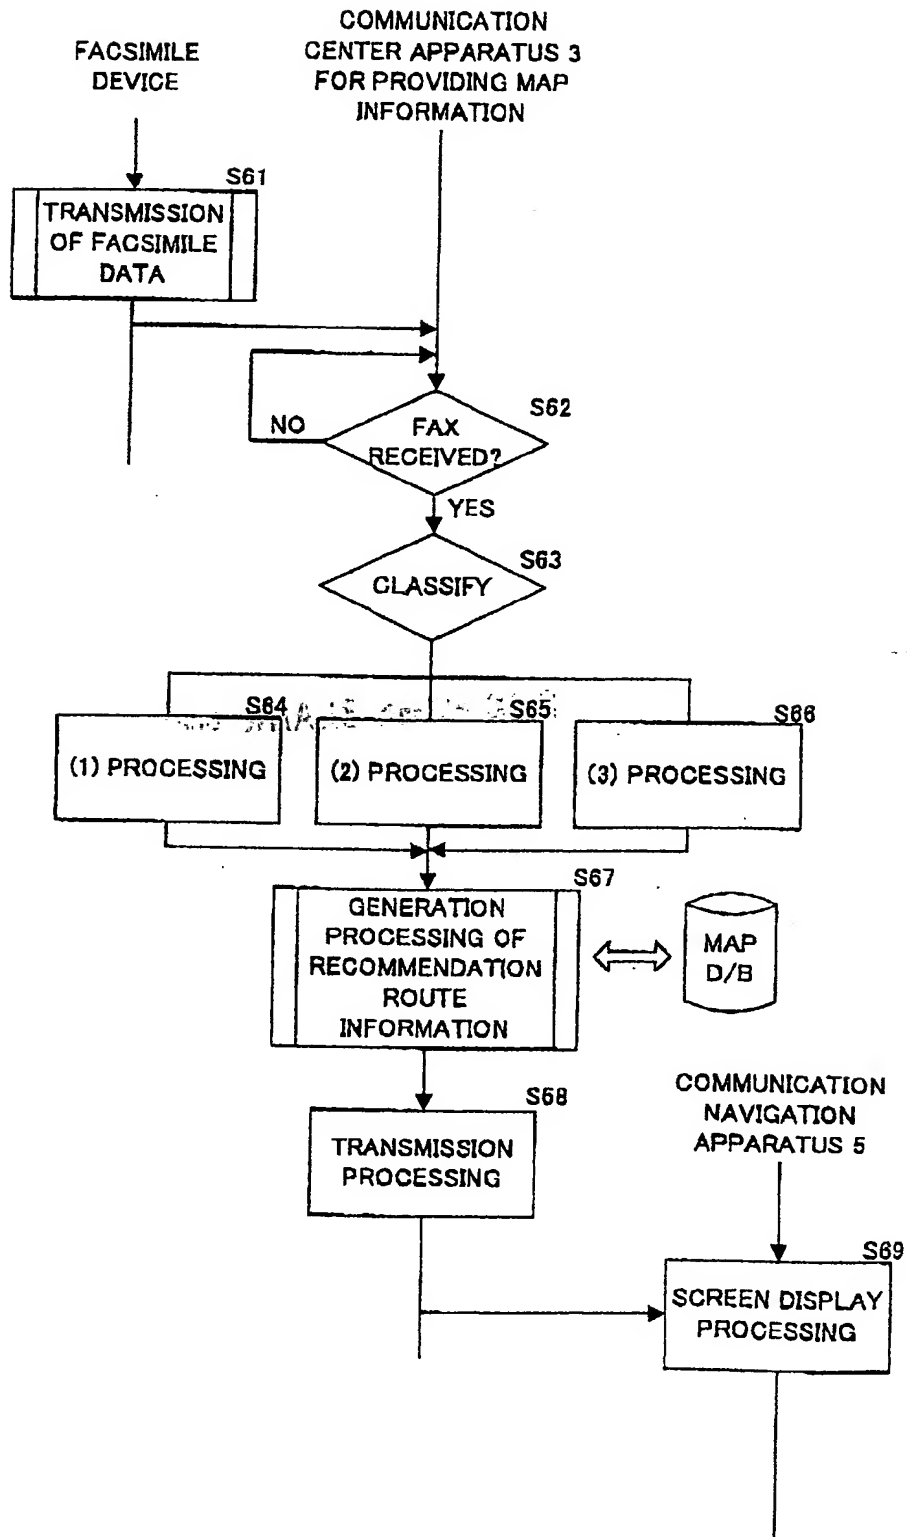 COMMUNICATION
CENTER APPARATUS 3
FOR PROVIDING MAP
INFORMATION
FACSIMILE
DEVICE
S61
TRANSMISSION
OF FACSIMILE
DATA
S62
NO
FAX
RECEIVED?
YES
S63
CLASSIFY
S64
(1) PROCESSING
S65
(2) PROCESSING
S66
(3) PROCESSING
S67
GENERATION
PROCESSING OF
RECOMMENDATION
ROUTE
INFORMATION
MAP
D/B
S68
TRANSMISSION
PROCESSING
COMMUNICATION
NAVIGATION
APPARATUS 5
S69
SCREEN DISPLAY
PROCESSING